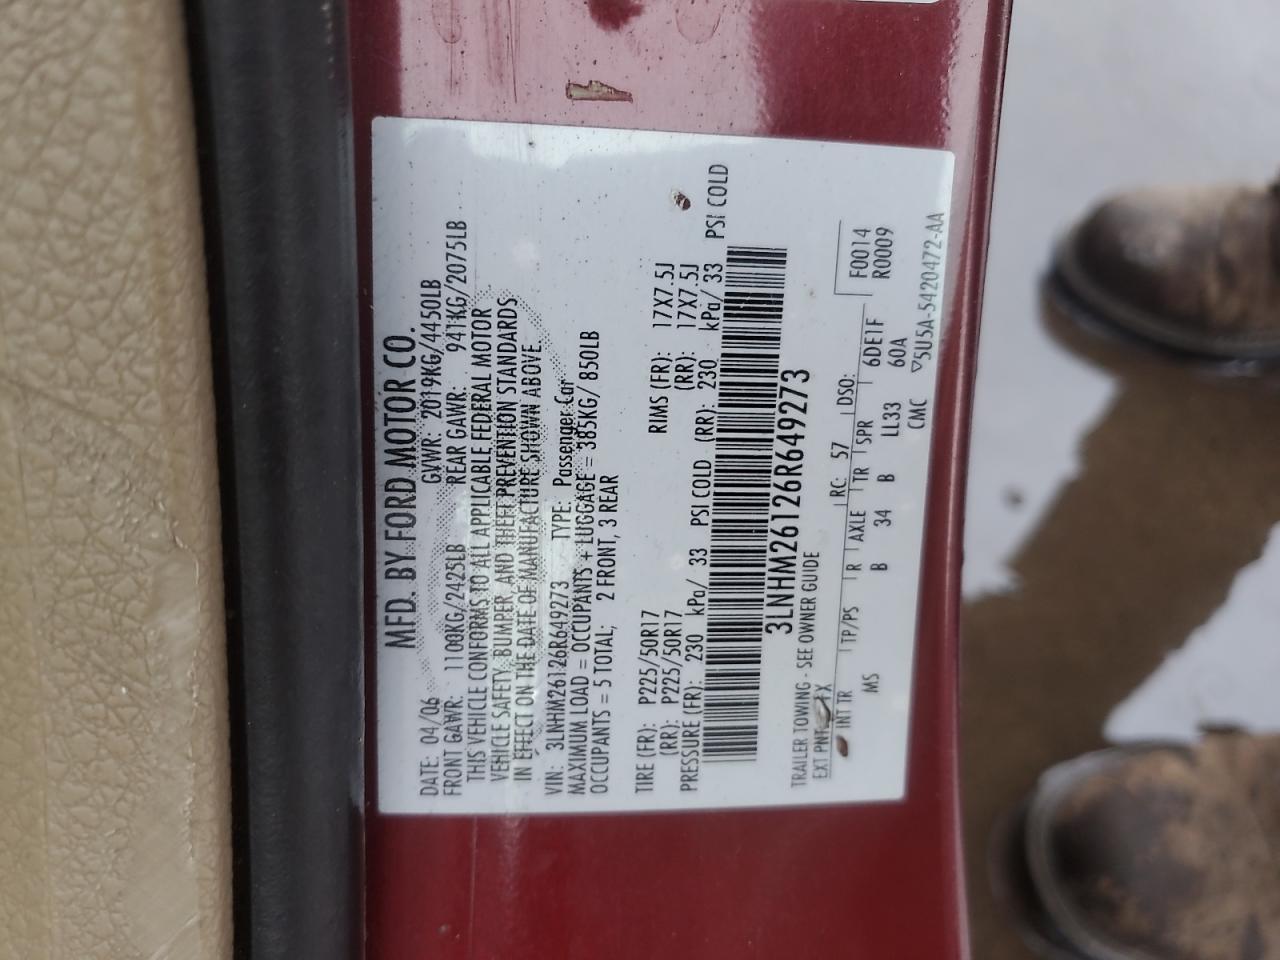 MFD. BY FORD MOTOR CO.
DATE: 04/06 GVWR: 2019KG/4450LB
FRONT GAWR: 1100KG/2425LB REAR GAWR: 941KG/2075LB
THIS VEHICLE CONFORMS TO ALL APPLICABLE FEDERAL MOTOR
VEHICLE SAFETY, BUMPER, AND THEFT PREVENTION STANDARDS
IN EFFECT ON THE DATE OF MANUFACTURE SHOWN ABOVE.
VIN: 3LNHM26126R649273 TYPE: Passenger Car
MAXIMUM LOAD = OCCUPANTS + LUGGAGE = 385KG/ 850LB
OCCUPANTS = 5 TOTAL; 2 FRONT, 3 REAR
TIRE (FR): P225/50R17 RIMS (FR): 17X7.5J
(RR): P225/50R17 (RR): 17X7.5J
PRESSURE (FR): 230 kPa/ 33 PSI COLD (RR): 230 kPa/ 33 PSI COLD
3LNHM26126R649273
TRAILER TOWING - SEE OWNER GUIDE
EXT PNT: FX RC: 57 DSO: F0014
INT TR TP/PS R AXLE TR SPR 6DE1F R0009
MS B 34 B LL33 60A
CMC ▽5U5A-5420472-AA